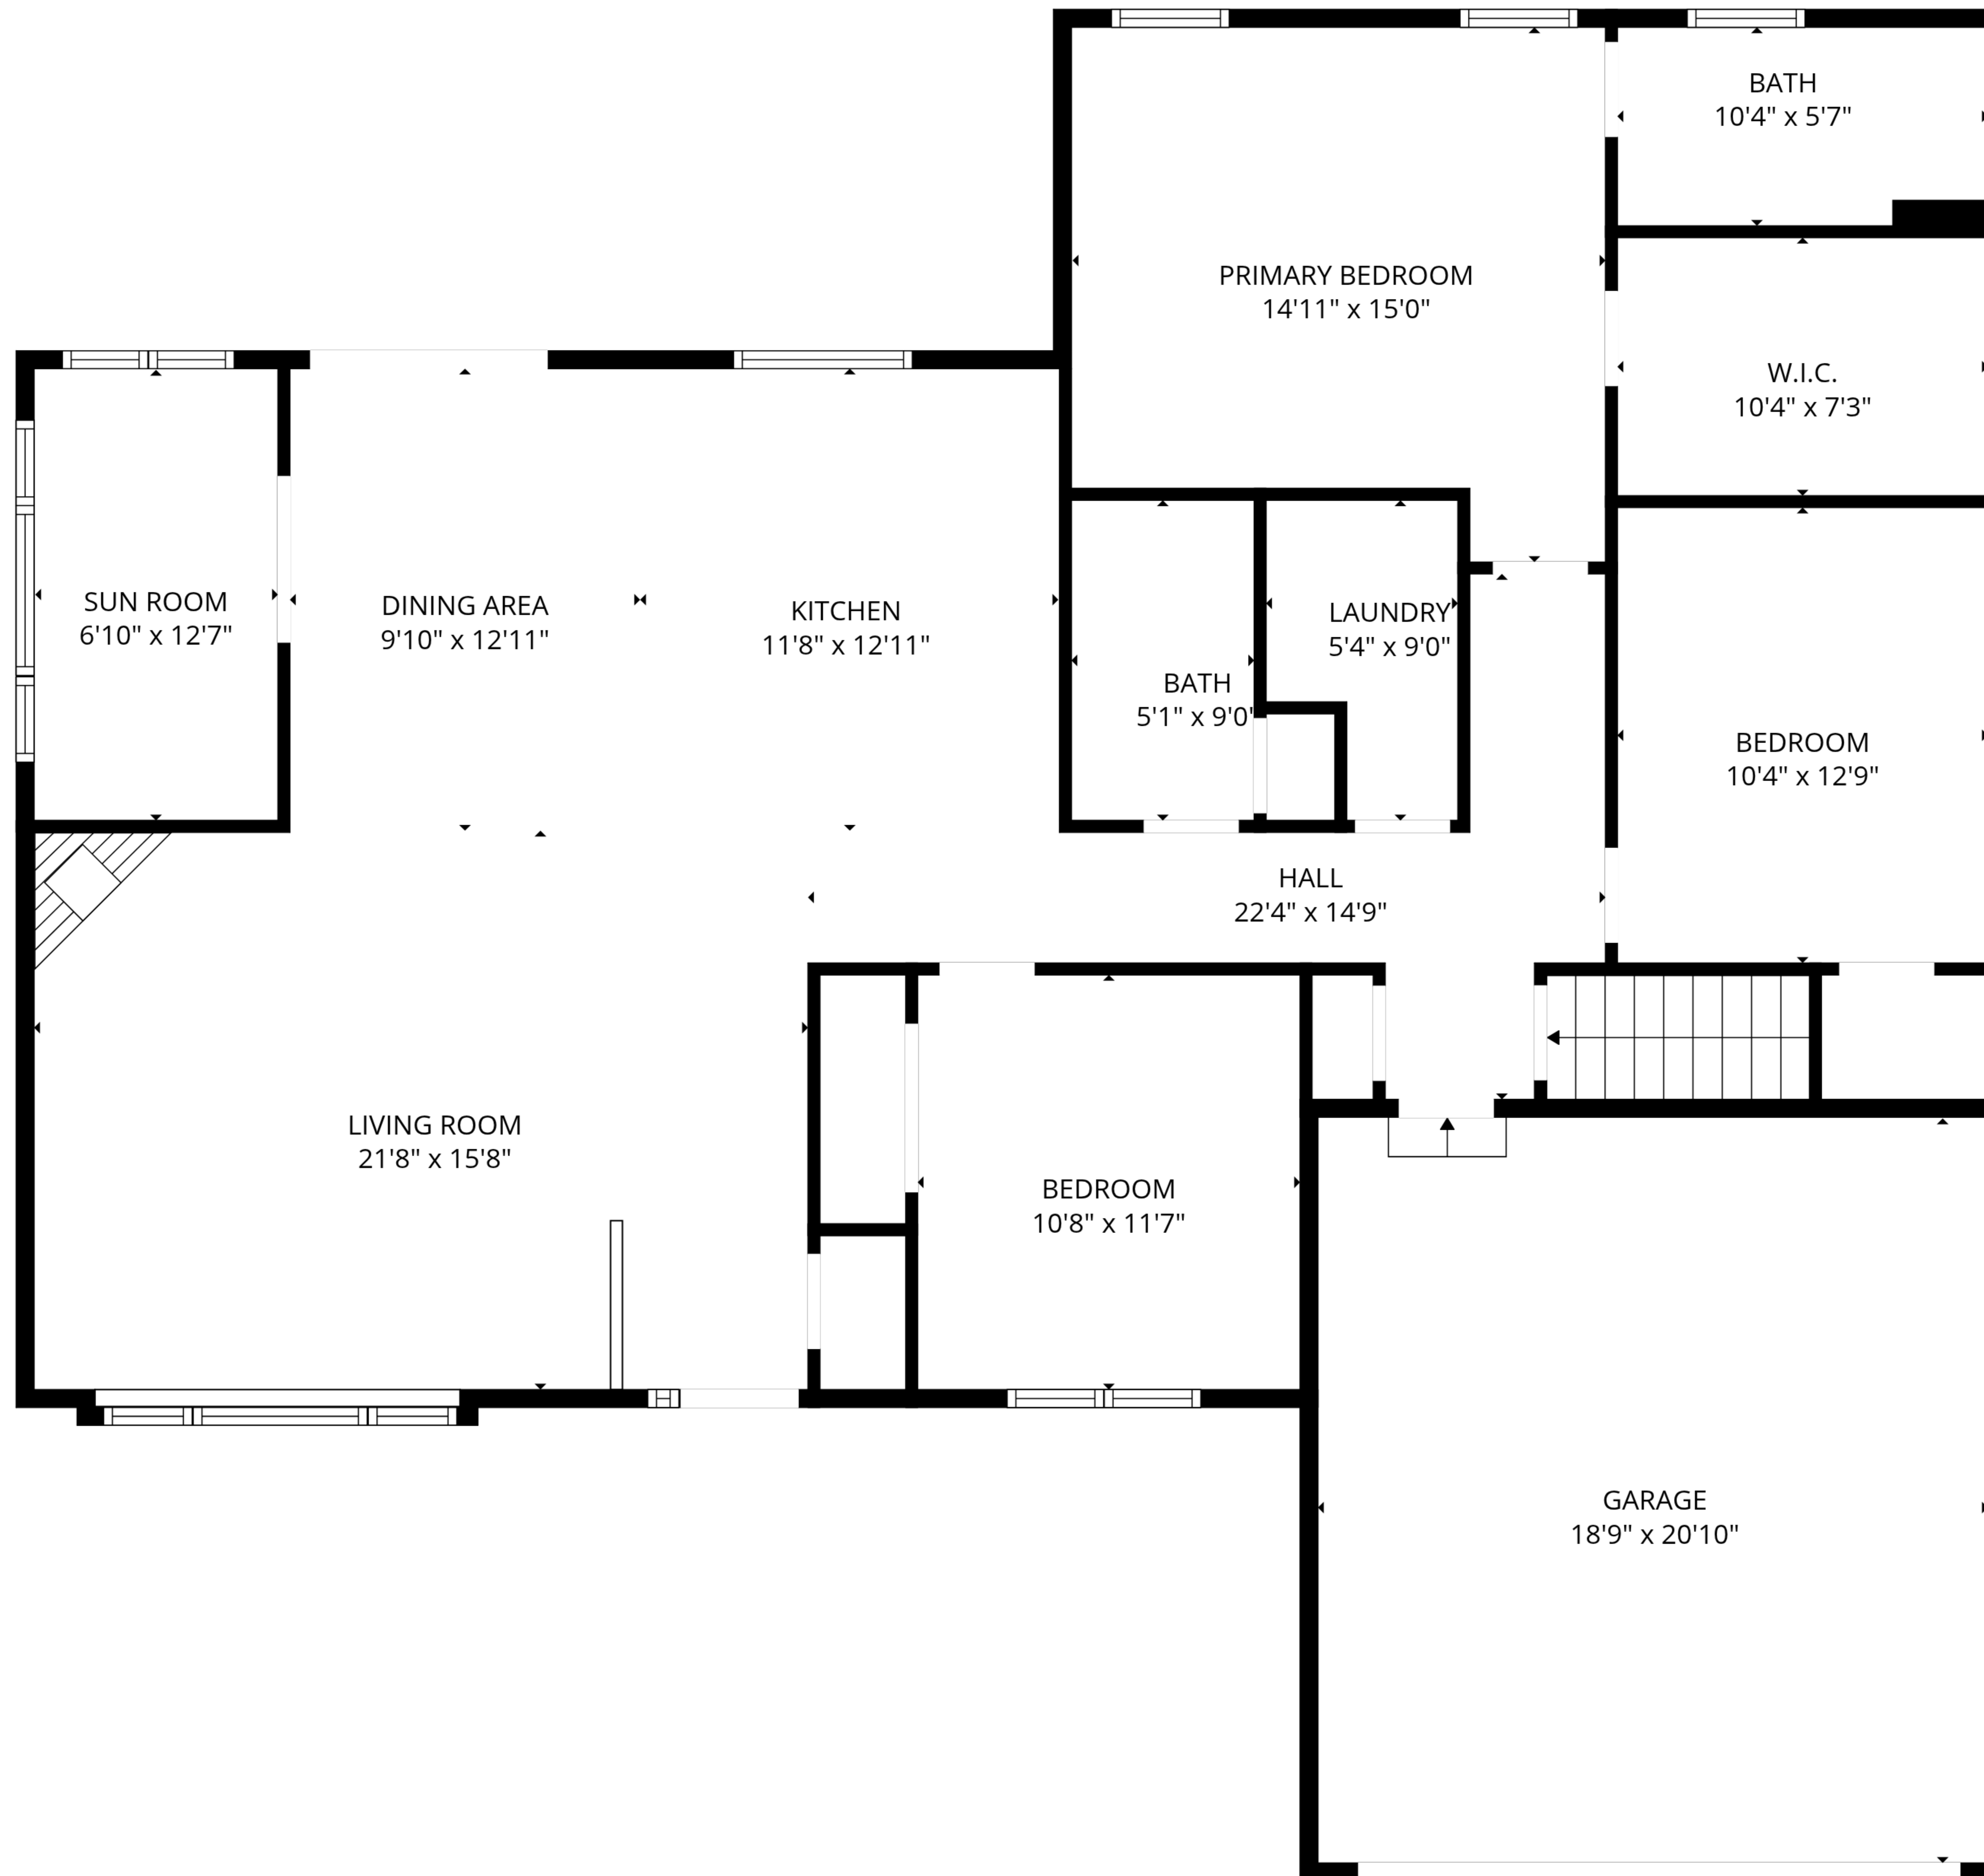 BATH
10'4" x 5'7"
PRIMARY BEDROOM
14'11" x 15'0"
W.I.C.
10'4" x 7'3"
SUN ROOM
6'10" x 12'7"
DINING AREA
9'10" x 12'11"
KITCHEN
11'8" x 12'11"
LAUNDRY
5'4" x 9'0"
BATH
5'1" x 9'0"
BEDROOM
10'4" x 12'9"
HALL
22'4" x 14'9"
LIVING ROOM
21'8" x 15'8"
BEDROOM
10'8" x 11'7"
GARAGE
18'9" x 20'10"